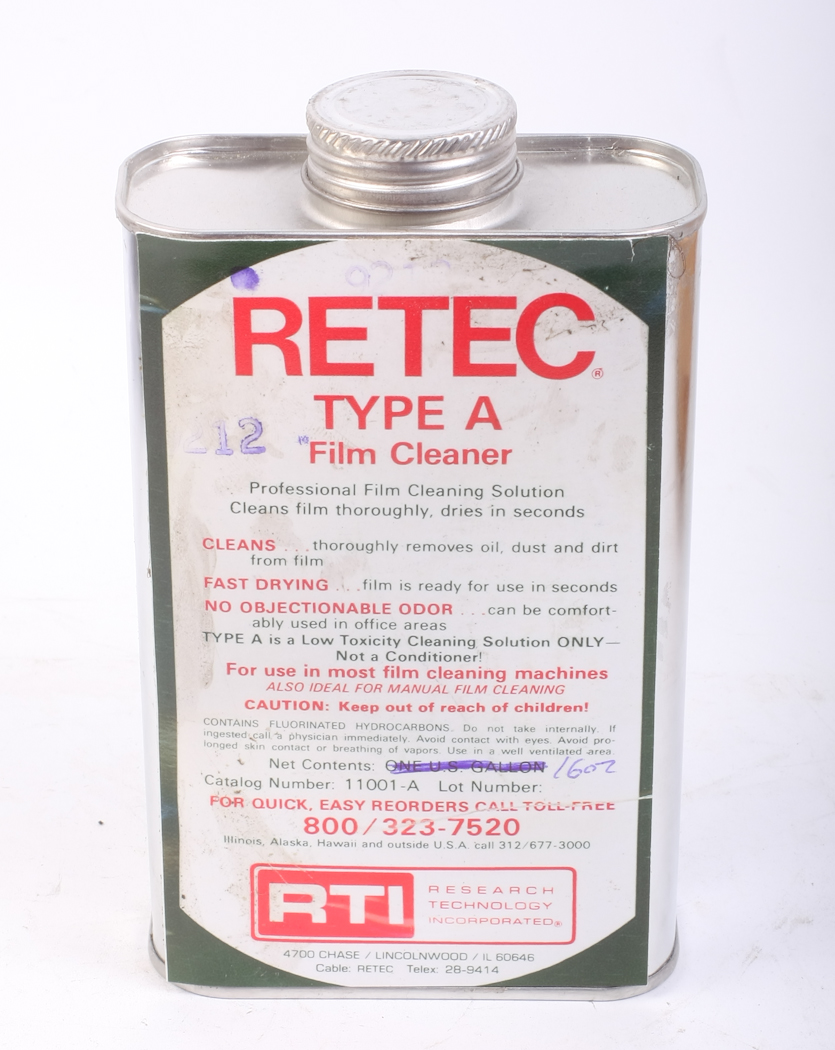 RETEC®
TYPE A
212
Film Cleaner
Professional Film Cleaning Solution
Cleans film thoroughly, dries in seconds
CLEANS ...thoroughly removes oil, dust and dirt
from film
FAST DRYING ...film is ready for use in seconds
NO OBJECTIONABLE ODOR ...can be comfort-
ably used in office areas
TYPE A is a Low Toxicity Cleaning Solution ONLY—
Not a Conditioner!
For use in most film cleaning machines
ALSO IDEAL FOR MANUAL FILM CLEANING
CAUTION: Keep out of reach of children!
CONTAINS FLUORINATED HYDROCARBONS. Do not take internally. If
ingested call a physician immediately. Avoid contact with eyes. Avoid pro-
longed skin contact or breathing of vapors. Use in a well ventilated area.
Net Contents: ONE U.S. GALLON 16oz
Catalog Number: 11001-A Lot Number:
FOR QUICK, EASY REORDERS CALL TOLL-FREE
800/323-7520
Illinois, Alaska, Hawaii and outside U.S.A. call 312/677-3000
RTI
RESEARCH
TECHNOLOGY
INCORPORATED®
4700 CHASE / LINCOLNWOOD / IL 60646
Cable: RETEC Telex: 28-9414